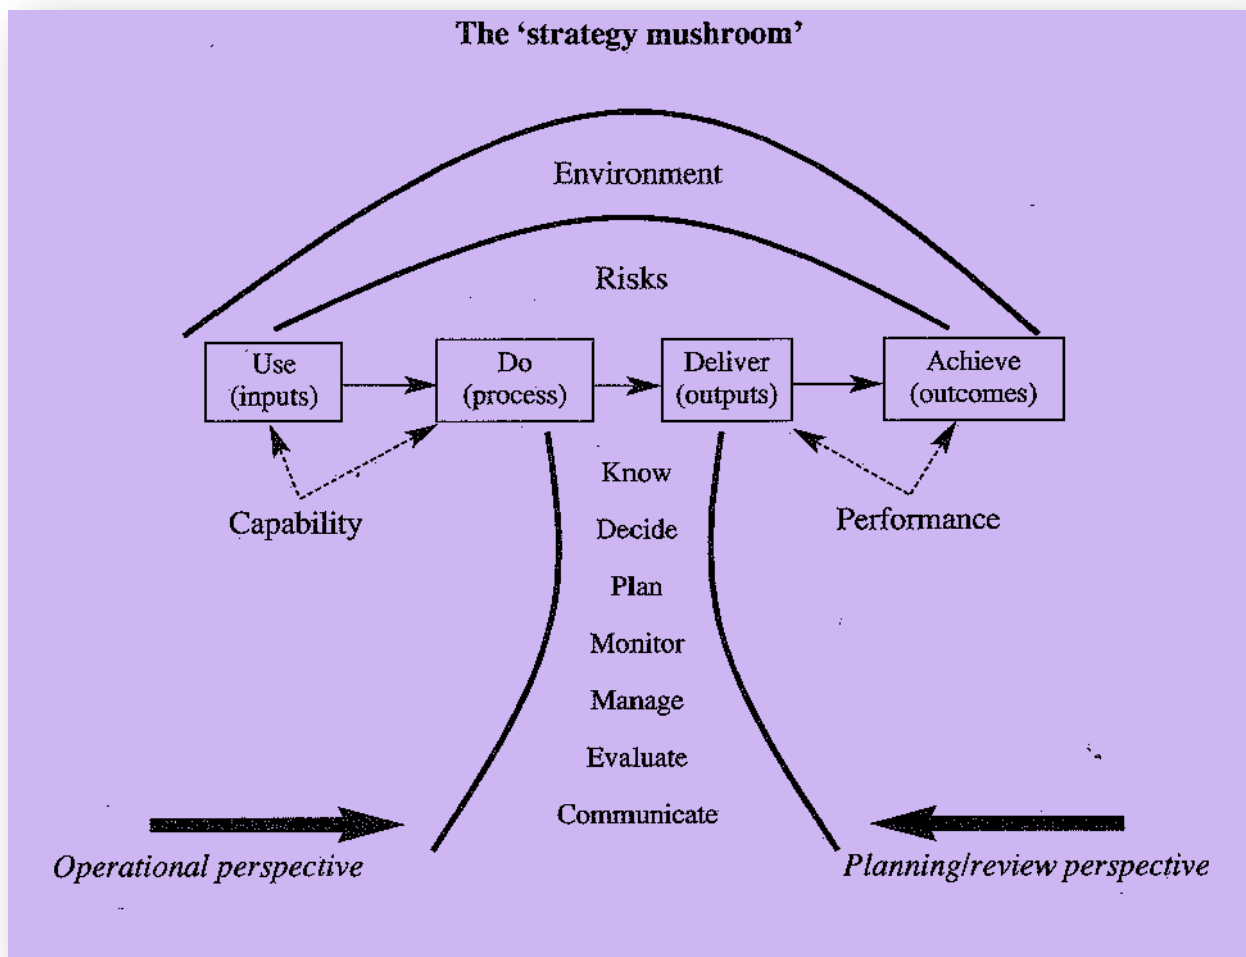 The ‘strategy mushroom’
Environment
Risks
Use
(inputs)
Do
(process)
Deliver
(outputs)
Achieve
(outcomes)
Capability
Performance
Know
Decide
Plan
Monitor
Manage
Evaluate
Communicate
Operational perspective
Planning/review perspective